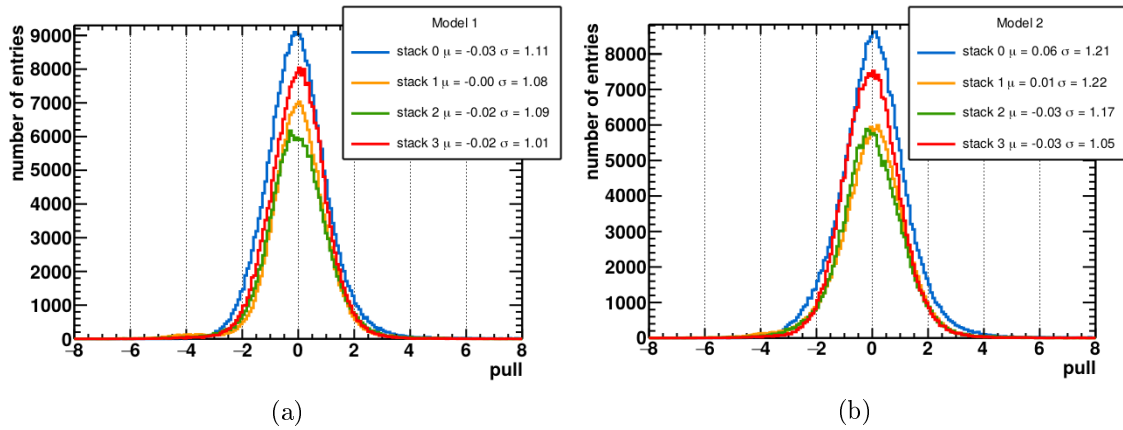 Model 1
stack 0 μ = -0.03 σ = 1.11
stack 1 μ = -0.00 σ = 1.08
stack 2 μ = -0.02 σ = 1.09
stack 3 μ = -0.02 σ = 1.01
number of entries
9000
8000
7000
6000
5000
4000
3000
2000
1000
0
−8 −6 −4 −2 0 2 4 6 8
pull
(a)
Model 2
stack 0 μ = 0.06 σ = 1.21
stack 1 μ = 0.01 σ = 1.22
stack 2 μ = -0.03 σ = 1.17
stack 3 μ = -0.03 σ = 1.05
number of entries
8000
7000
6000
5000
4000
3000
2000
1000
0
−8 −6 −4 −2 0 2 4 6 8
pull
(b)